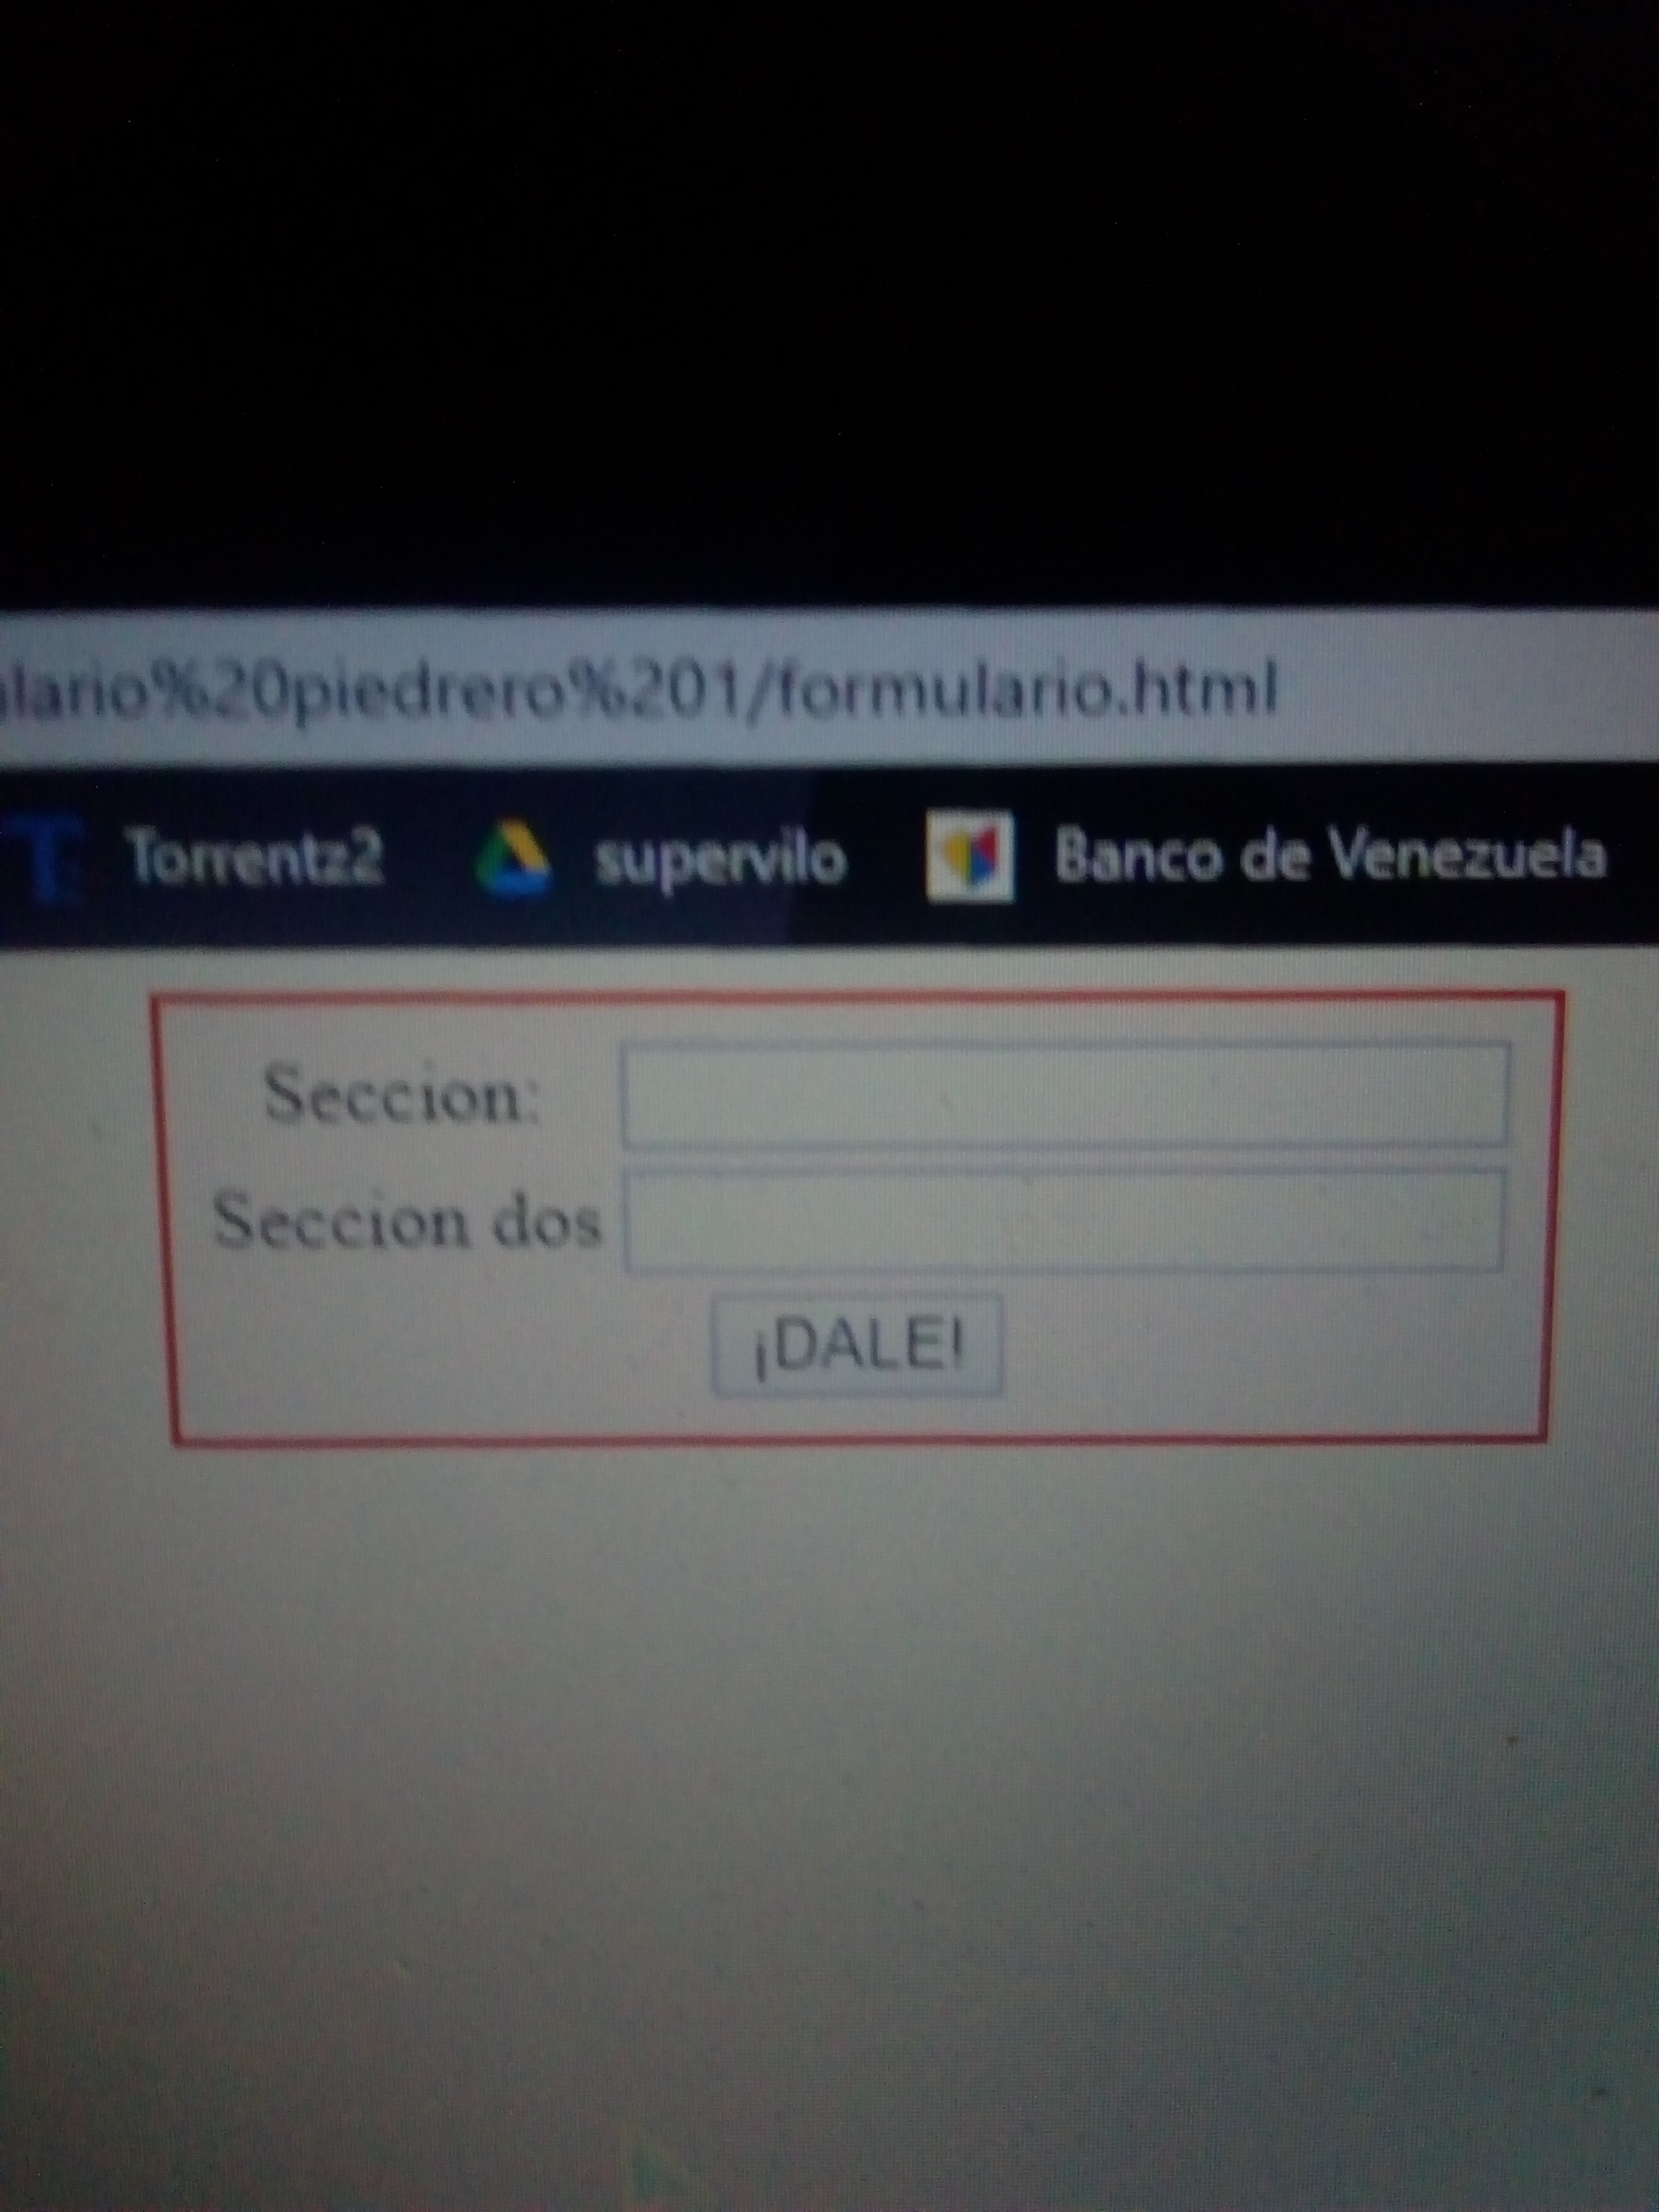 lario%20piedrero%201/formulario.html
Torrentz2 supervilo Banco de Venezuela
Seccion:
Seccion dos
¡DALE!